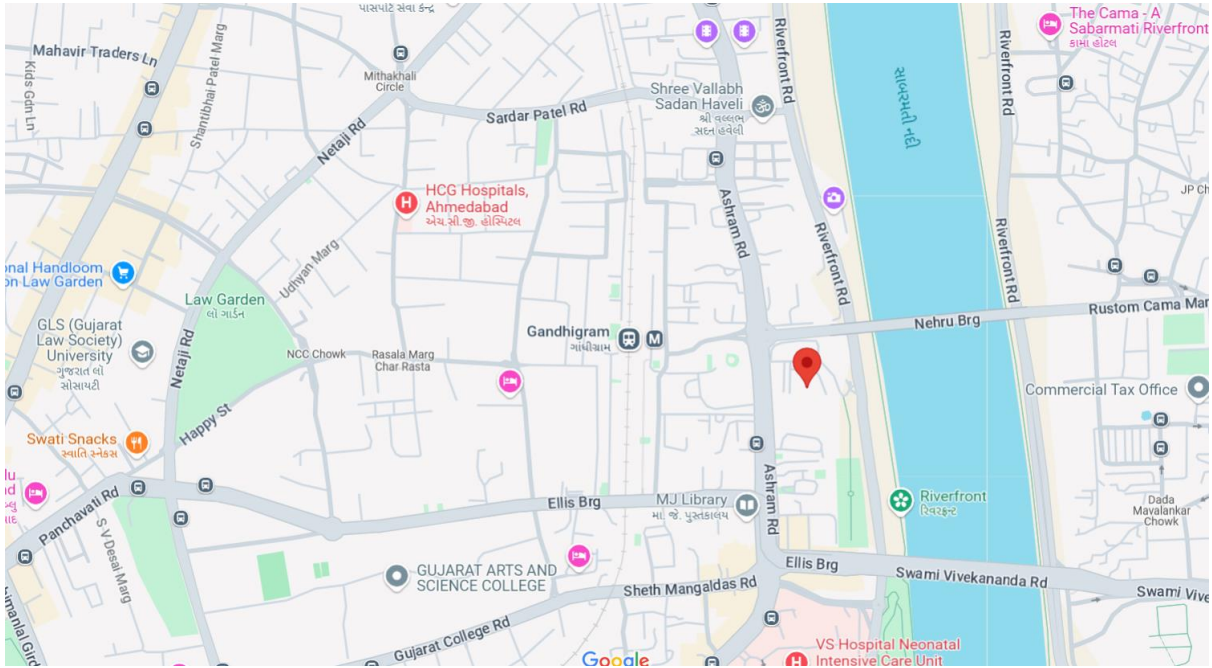 પાસપોર્ટ સેવા કેન્દ્ર
The Cama - A
Sabarmati Riverfront
કામા હોટલ
Mahavir Traders Ln
Kids Gdn Ln
Shantibhai Patel Marg
Mithakhali
Circle
Netaji Rd
Sardar Patel Rd
Shree Vallabh
Sadan Haveli
શ્રી વલ્લભ
સદન હવેલી
Riverfront Rd
સાબરમતી નદી
Riverfront Rd
HCG Hospitals,
Ahmedabad
એચ.સી.જી. હોસ્પિટલ
Ashram Rd
JP Ch
Riverfront Rd
Riverfront Rd
Udhyan Marg
onal Handloom
on-Law Garden
Law Garden
લૉ ગાર્ડન
GLS (Gujarat
Law Society)
University
ગુજરાત લૉ
સોસાયટી
Netaji Rd
NCC Chowk
Rasala Marg
Char Rasta
Gandhigram
ગાંધીગ્રામ
M
Nehru Brg
Rustom Cama Mar
Commercial Tax Office
Happy St
Swati Snacks
સ્વાતિ સ્નેક્સ
Panchavati Rd
S V Desai Marg
Ellis Brg
MJ Library
મા. જે. પુસ્તકાલય
Ashram Rd
Riverfront
રિવરફ્રન્ટ
Dada
Mavalankar
Chowk
GUJARAT ARTS AND
SCIENCE COLLEGE
Sheth Mangaldas Rd
Ellis Brg
Swami Vivekananda Rd
Swami Vive
himanlal Gird
Gujarat College Rd
Google
H
VS Hospital Neonatal
Intensive Care Unit